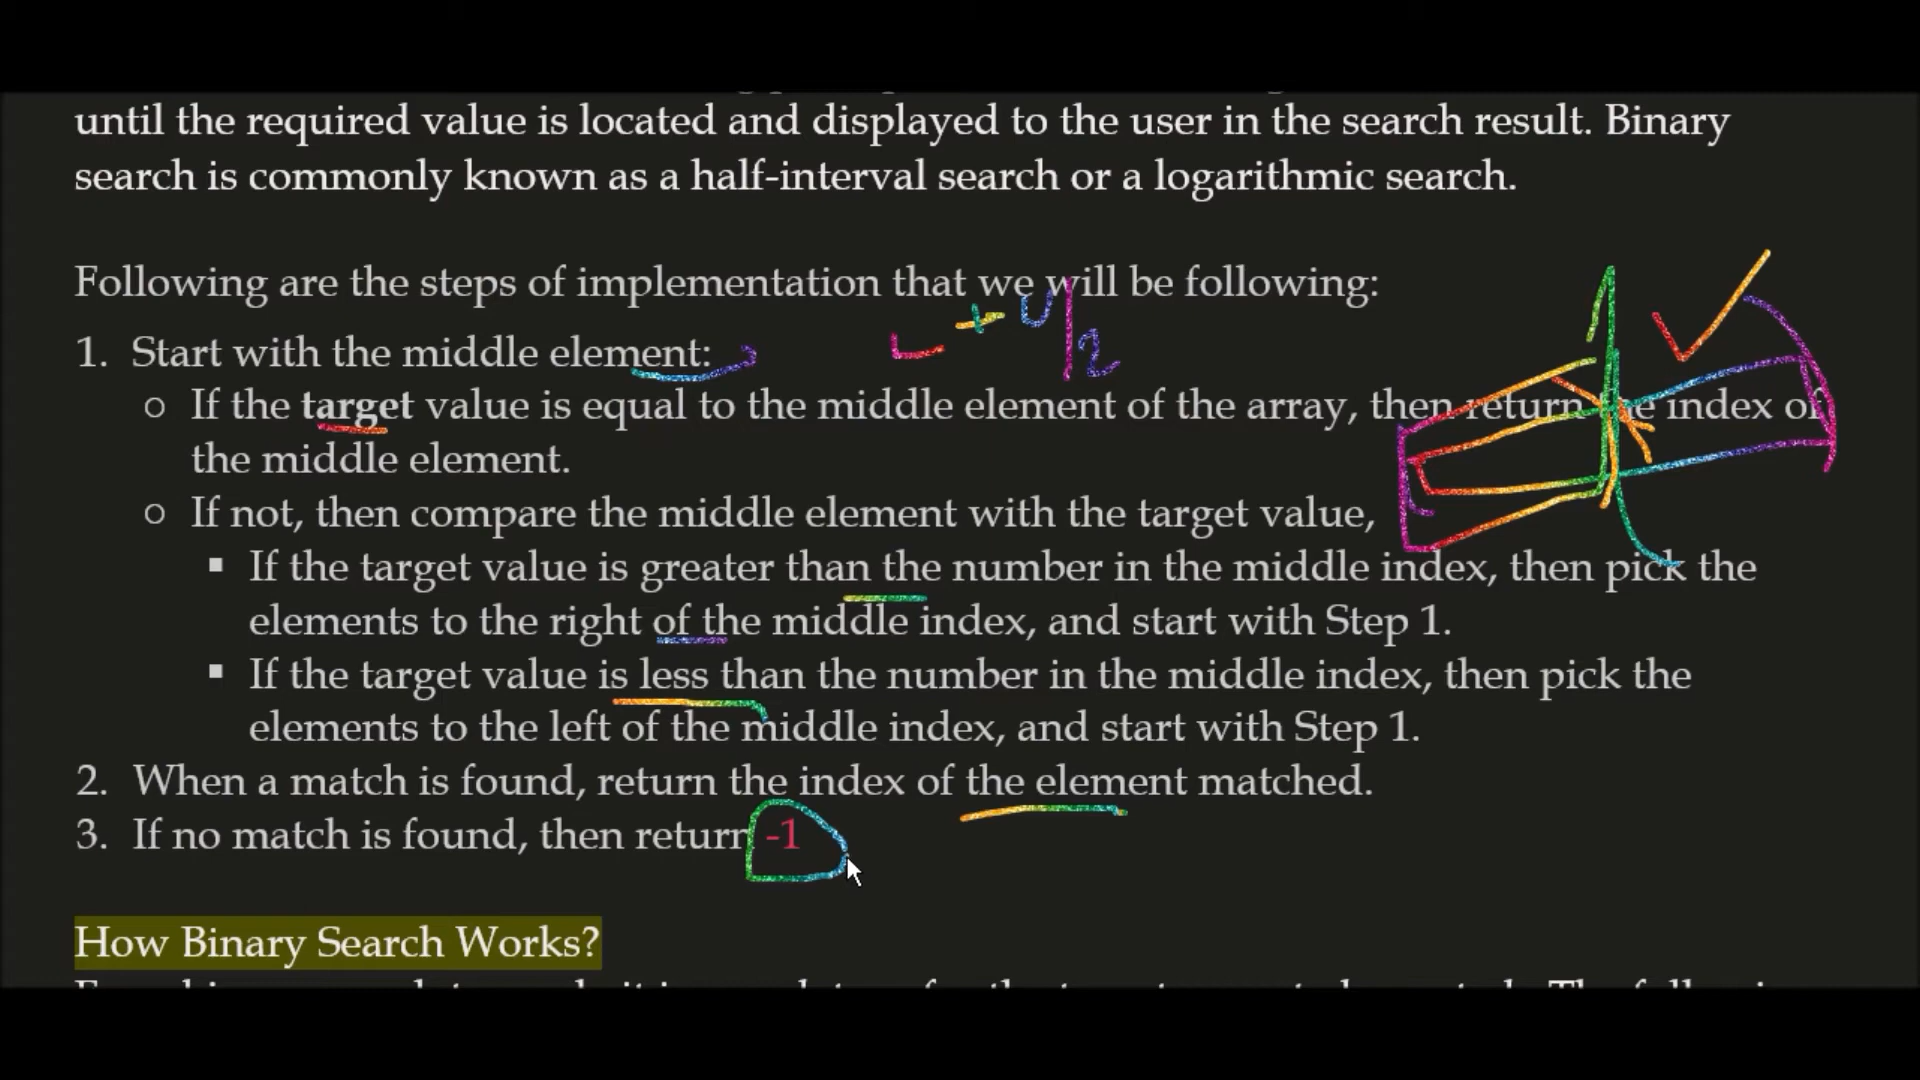 until the required value is located and displayed to the user in the search result. Binary
search is commonly known as a half-interval search or a logarithmic search.
Following are the steps of implementation that we will be following:
L + U/2
1. Start with the middle element:
○ If the target value is equal to the middle element of the array, then return the index of
the middle element.
○ If not, then compare the middle element with the target value,
▪ If the target value is greater than the number in the middle index, then pick the
elements to the right of the middle index, and start with Step 1.
▪ If the target value is less than the number in the middle index, then pick the
elements to the left of the middle index, and start with Step 1.
2. When a match is found, return the index of the element matched.
3. If no match is found, then return -1
How Binary Search Works?